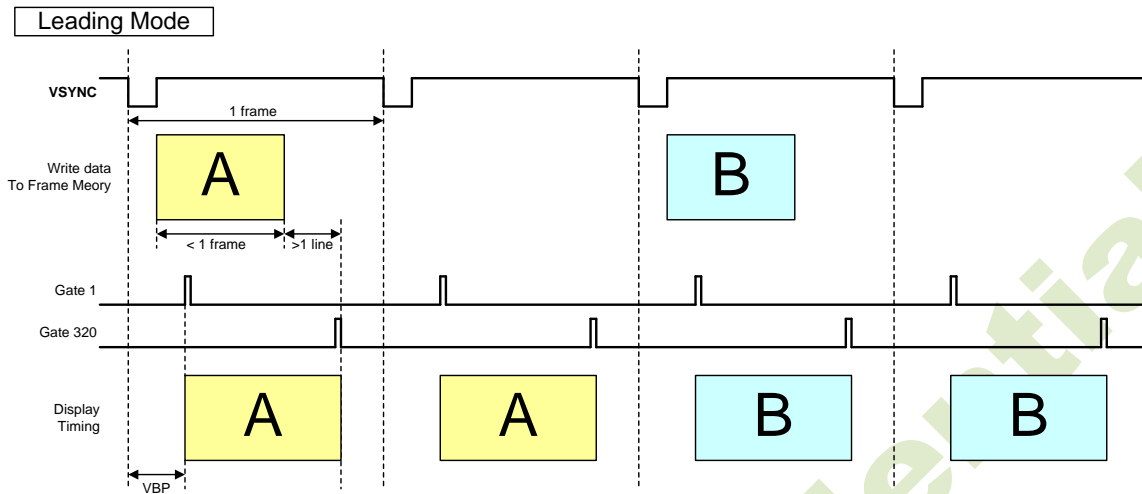 Leading Mode
VSYNC
1 frame
Write data
To Frame Meory
A
B
< 1 frame
>1 line
Gate 1
Gate 320
Display
Timing
A
A
B
B
VBP
ential